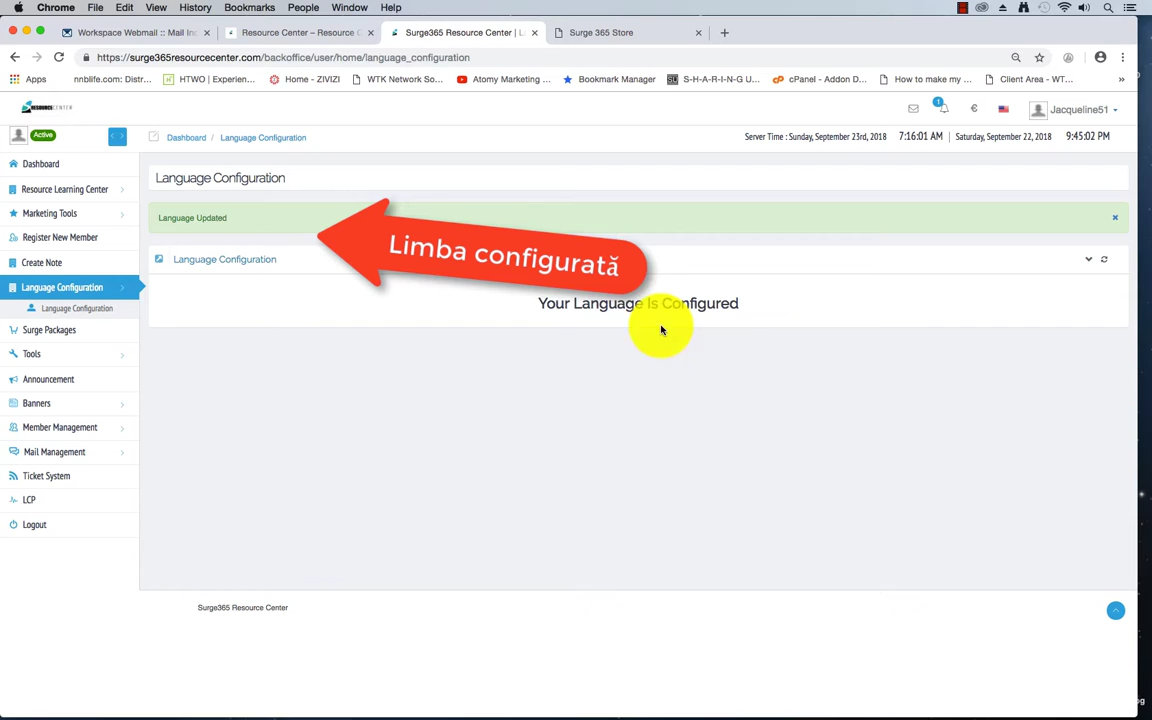 Chrome File Edit View History Bookmarks People Window Help
Workspace Webmail :: Mail In
Resource Center – Resource C
Surge365 Resource Center | L
Surge 365 Store
https://surge365resourcecenter.com/backoffice/user/home/language_configuration
Apps nnblife.com: Distr... HTWO | Experien... Home - ZIVIZI WTK Network So... Atomy Marketing ... Bookmark Manager S-H-A-R-I-N-G U... cPanel - Addon D... How to make my ... Client Area - WT...
RESOURCECENTER
1
€
Jacqueline51
Active
Dashboard / Language Configuration
Server Time : Sunday, September 23rd, 2018 7:16:01 AM | Saturday, September 22, 2018 9:45:02 PM
Dashboard
Resource Learning Center
Marketing Tools
Register New Member
Create Note
Language Configuration
Language Configuration
Surge Packages
Tools
Announcement
Banners
Member Management
Mail Management
Ticket System
LCP
Logout
Language Configuration
Language Updated
Limba configurată
Language Configuration
Your Language Is Configured
Surge365 Resource Center